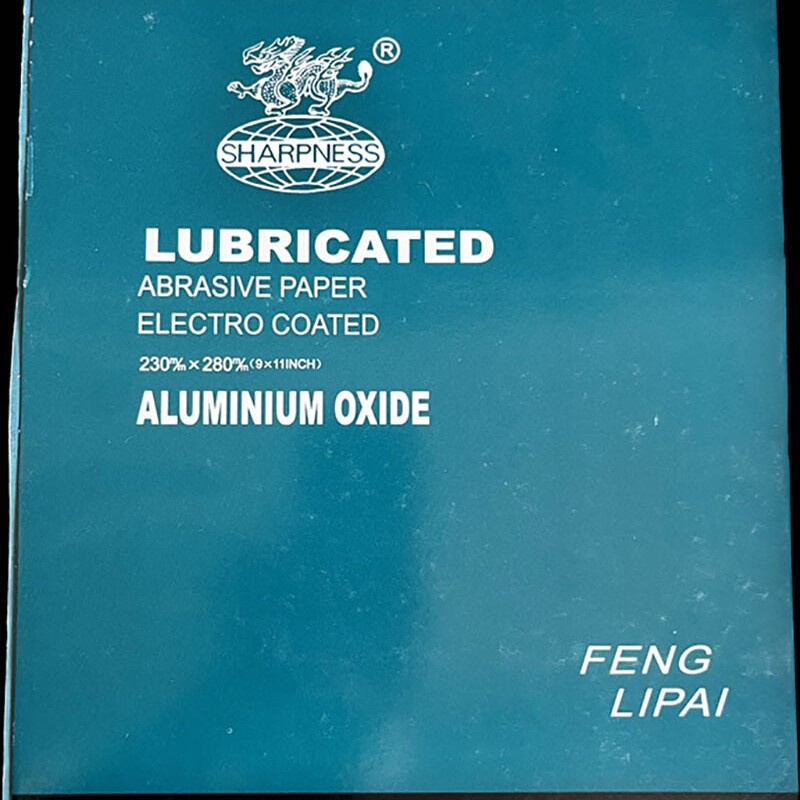 ®
SHARPNESS
LUBRICATED
ABRASIVE PAPER
ELECTRO COATED
230m/m×280m/m(9×11INCH)
ALUMINIUM OXIDE
FENG
LIPAI